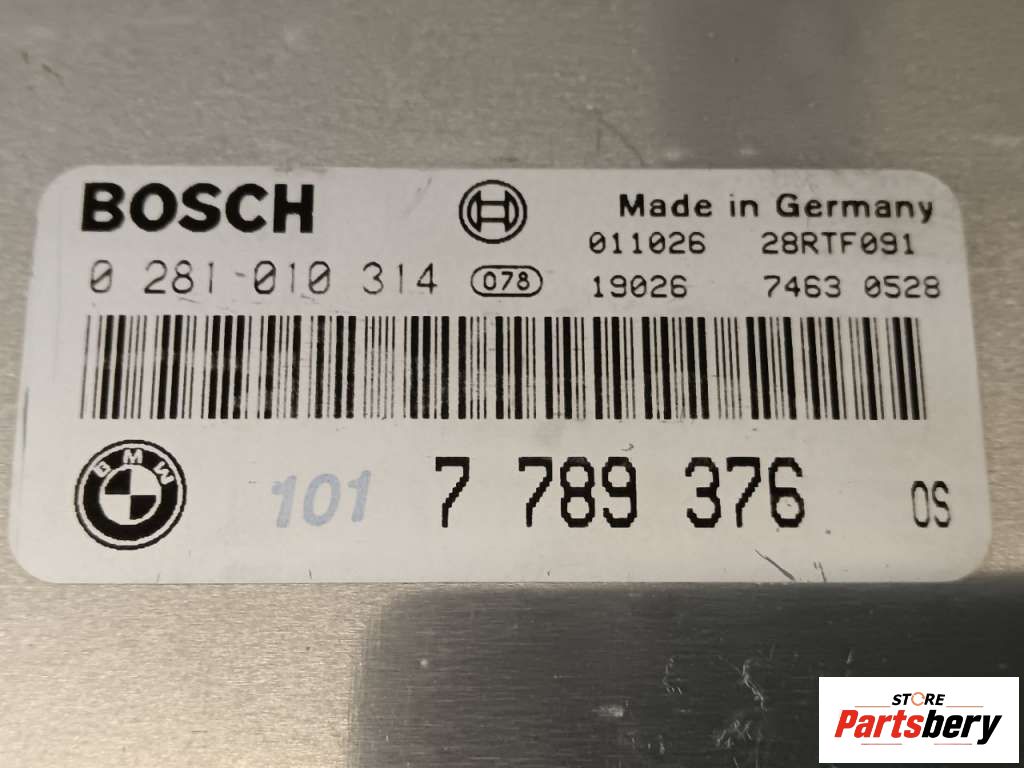 BOSCH
Made in Germany
011026 28RTF091
0 281-010 314 078 19026 7463 0528
BMW
101 7 789 376 OS
STORE
Partsbery